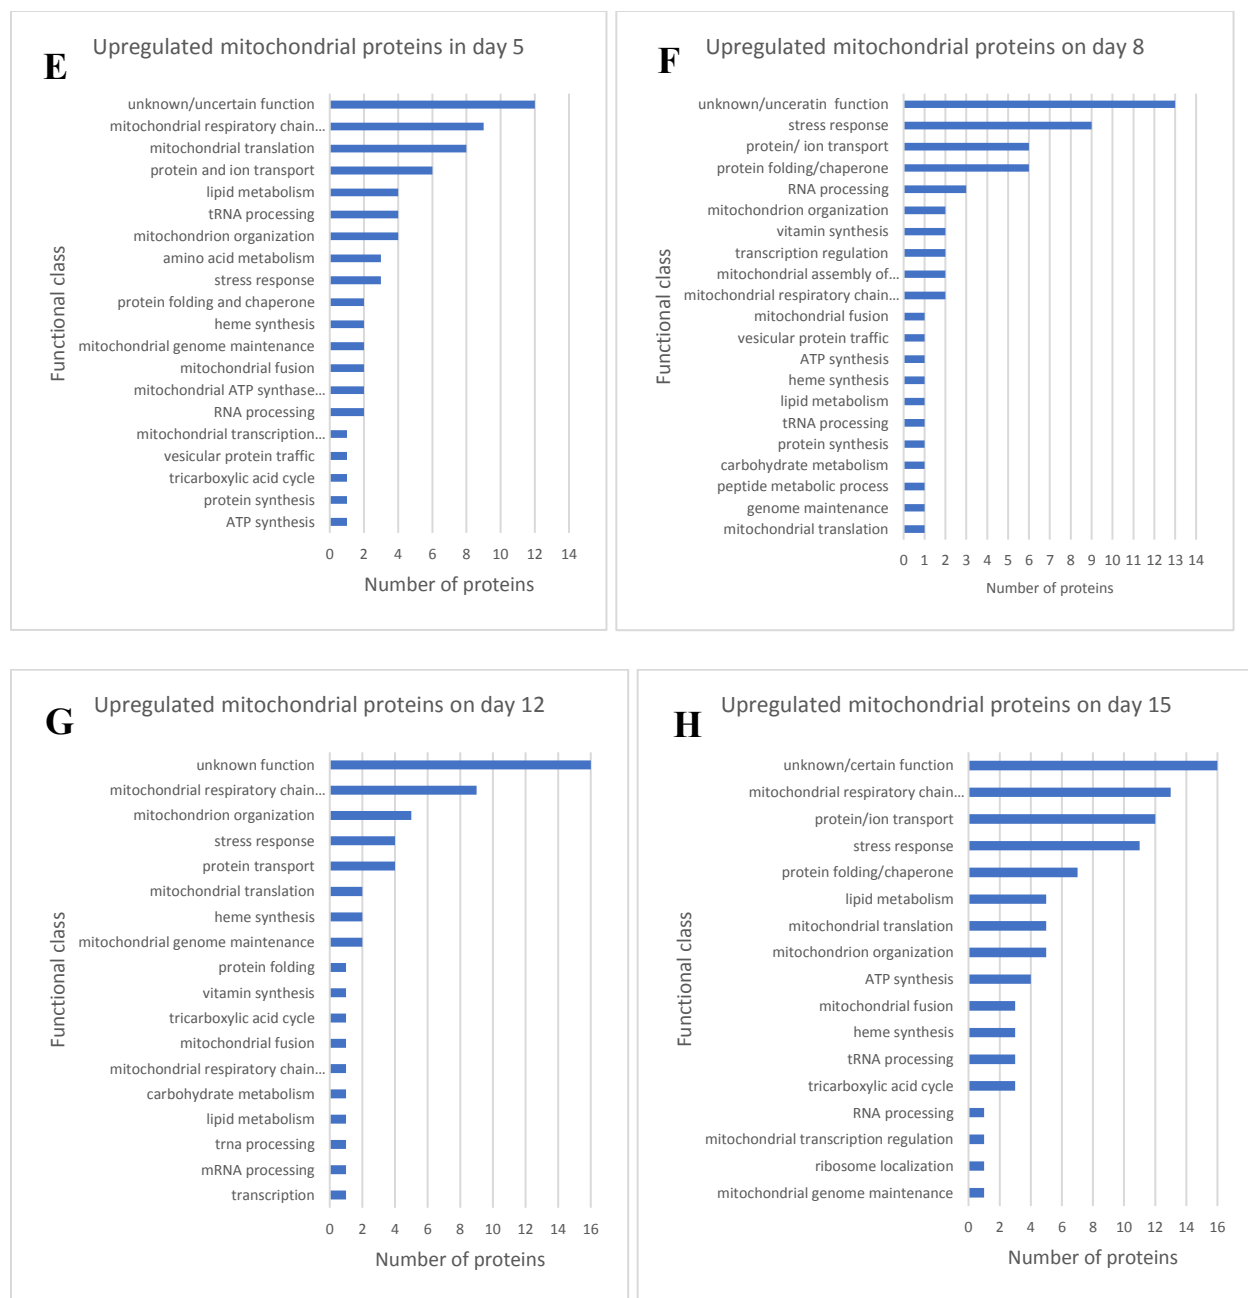 E
Upregulated mitochondrial proteins in day 5
Functional class
unknown/uncertain function
mitochondrial respiratory chain…
mitochondrial translation
protein and ion transport
lipid metabolism
tRNA processing
mitochondrion organization
amino acid metabolism
stress response
protein folding and chaperone
heme synthesis
mitochondrial genome maintenance
mitochondrial fusion
mitochondrial ATP synthase…
RNA processing
mitochondrial transcription…
vesicular protein traffic
tricarboxylic acid cycle
protein synthesis
ATP synthesis
0 2 4 6 8 10 12 14
Number of proteins
F
Upregulated mitochondrial proteins on day 8
Functional class
unknown/unceratin function
stress response
protein/ ion transport
protein folding/chaperone
RNA processing
mitochondrion organization
vitamin synthesis
transcription regulation
mitochondrial assembly of…
mitochondrial respiratory chain…
mitochondrial fusion
vesicular protein traffic
ATP synthesis
heme synthesis
lipid metabolism
tRNA processing
protein synthesis
carbohydrate metabolism
peptide metabolic process
genome maintenance
mitochondrial translation
0 1 2 3 4 5 6 7 8 9 10 11 12 13 14
Number of proteins
G
Upregulated mitochondrial proteins on day 12
Functional class
unknown function
mitochondrial respiratory chain…
mitochondrion organization
stress response
protein transport
mitochondrial translation
heme synthesis
mitochondrial genome maintenance
protein folding
vitamin synthesis
tricarboxylic acid cycle
mitochondrial fusion
mitochondrial respiratory chain…
carbohydrate metabolism
lipid metabolism
trna processing
mRNA processing
transcription
0 2 4 6 8 10 12 14 16
Number of proteins
H
Upregulated mitochondrial proteins on day 15
Functional class
unknown/certain function
mitochondrial respiratory chain…
protein/ion transport
stress response
protein folding/chaperone
lipid metabolism
mitochondrial translation
mitochondrion organization
ATP synthesis
mitochondrial fusion
heme synthesis
tRNA processing
tricarboxylic acid cycle
RNA processing
mitochondrial transcription regulation
ribosome localization
mitochondrial genome maintenance
0 2 4 6 8 10 12 14 16
Number of proteins